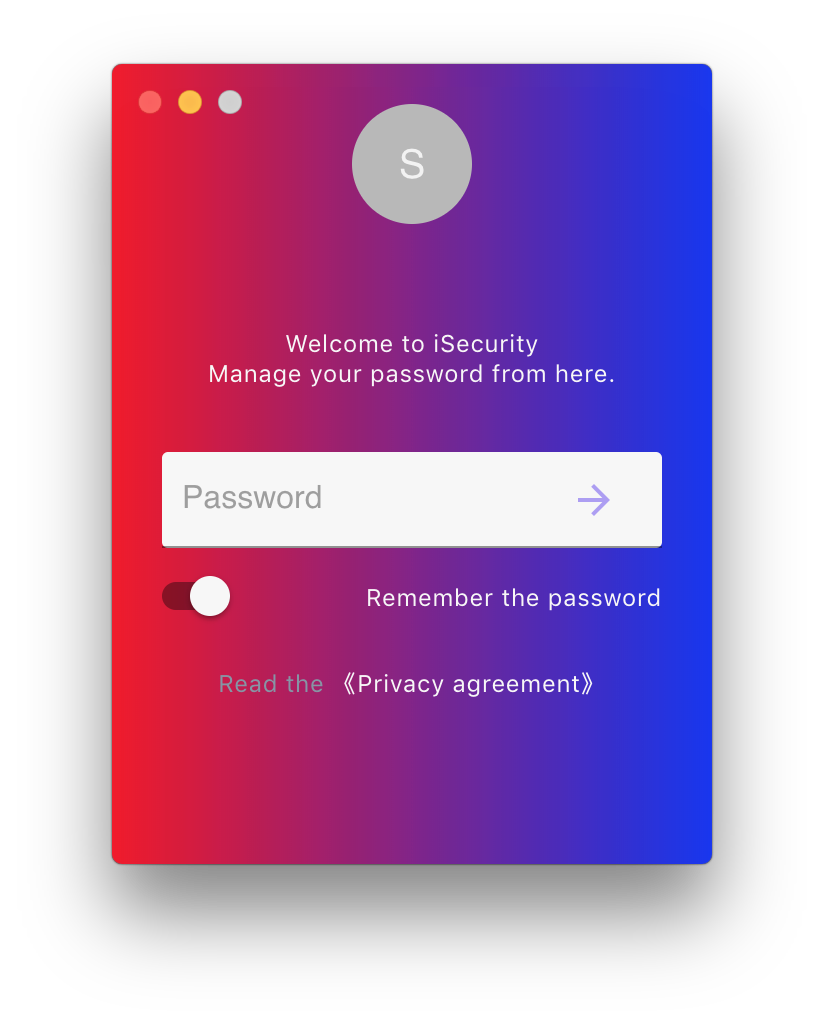 S
Welcome to iSecurity
Manage your password from here.
Password
Remember the password
Read the 《Privacy agreement》